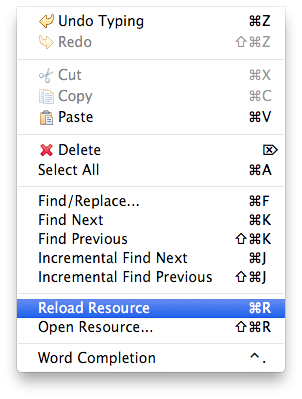 Undo Typing ⌘Z
Redo ⇧⌘Z
Cut ⌘X
Copy ⌘C
Paste ⌘V
Delete ⌦
Select All ⌘A
Find/Replace... ⌘F
Find Next ⌘K
Find Previous ⇧⌘K
Incremental Find Next ⌘J
Incremental Find Previous ⇧⌘J
Reload Resource ⌘R
Open Resource... ⇧⌘R
Word Completion ^.